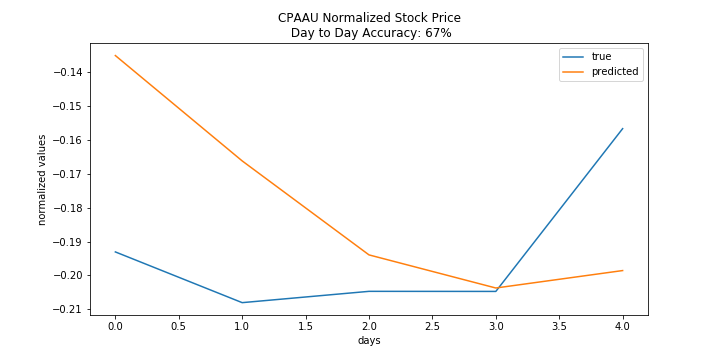 CPAAU Normalized Stock Price
Day to Day Accuracy: 67%
true
predicted
−0.14
−0.15
−0.16
−0.17
−0.18
−0.19
−0.20
−0.21
normalized values
0.0 0.5 1.0 1.5 2.0 2.5 3.0 3.5 4.0
days